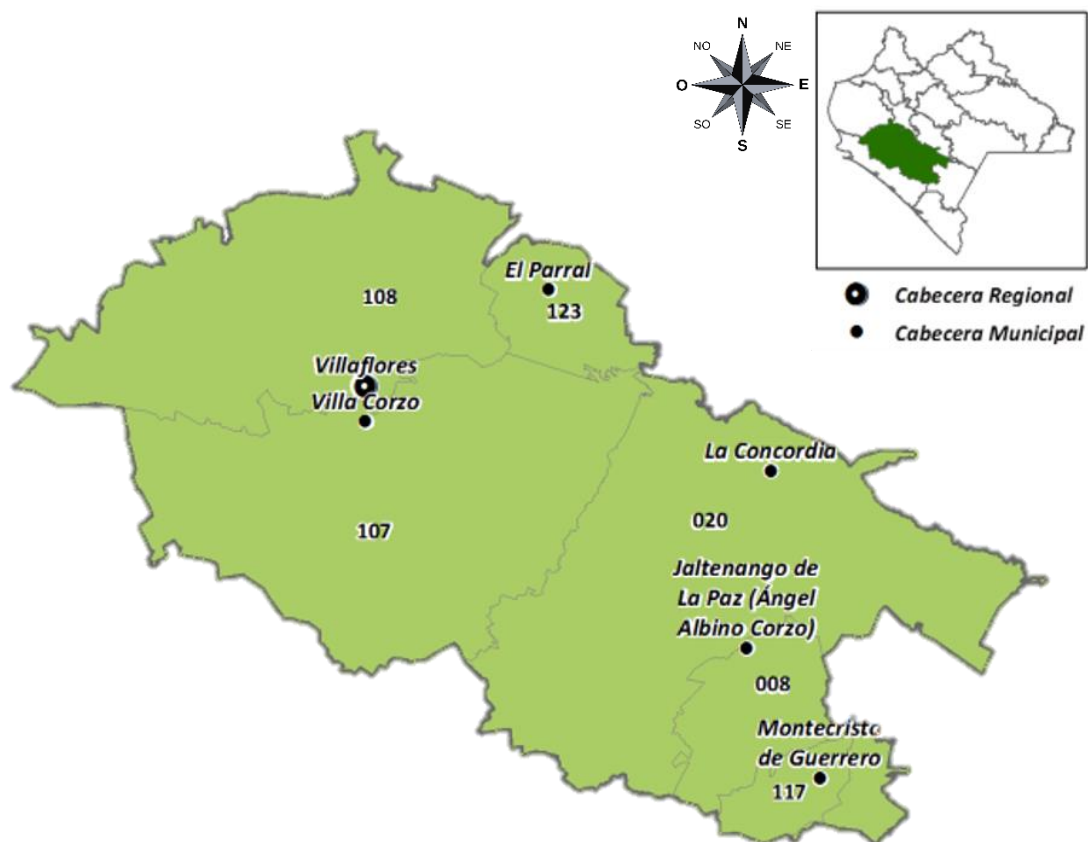 N
NO
NE
O
E
SO
SE
S
Cabecera Regional
Cabecera Municipal
El Parral
123
108
Villaflores
Villa Corzo
La Concordia
020
107
Jaltenango de
La Paz (Ángel
Albino Corzo)
008
Montecristo
de Guerrero
117